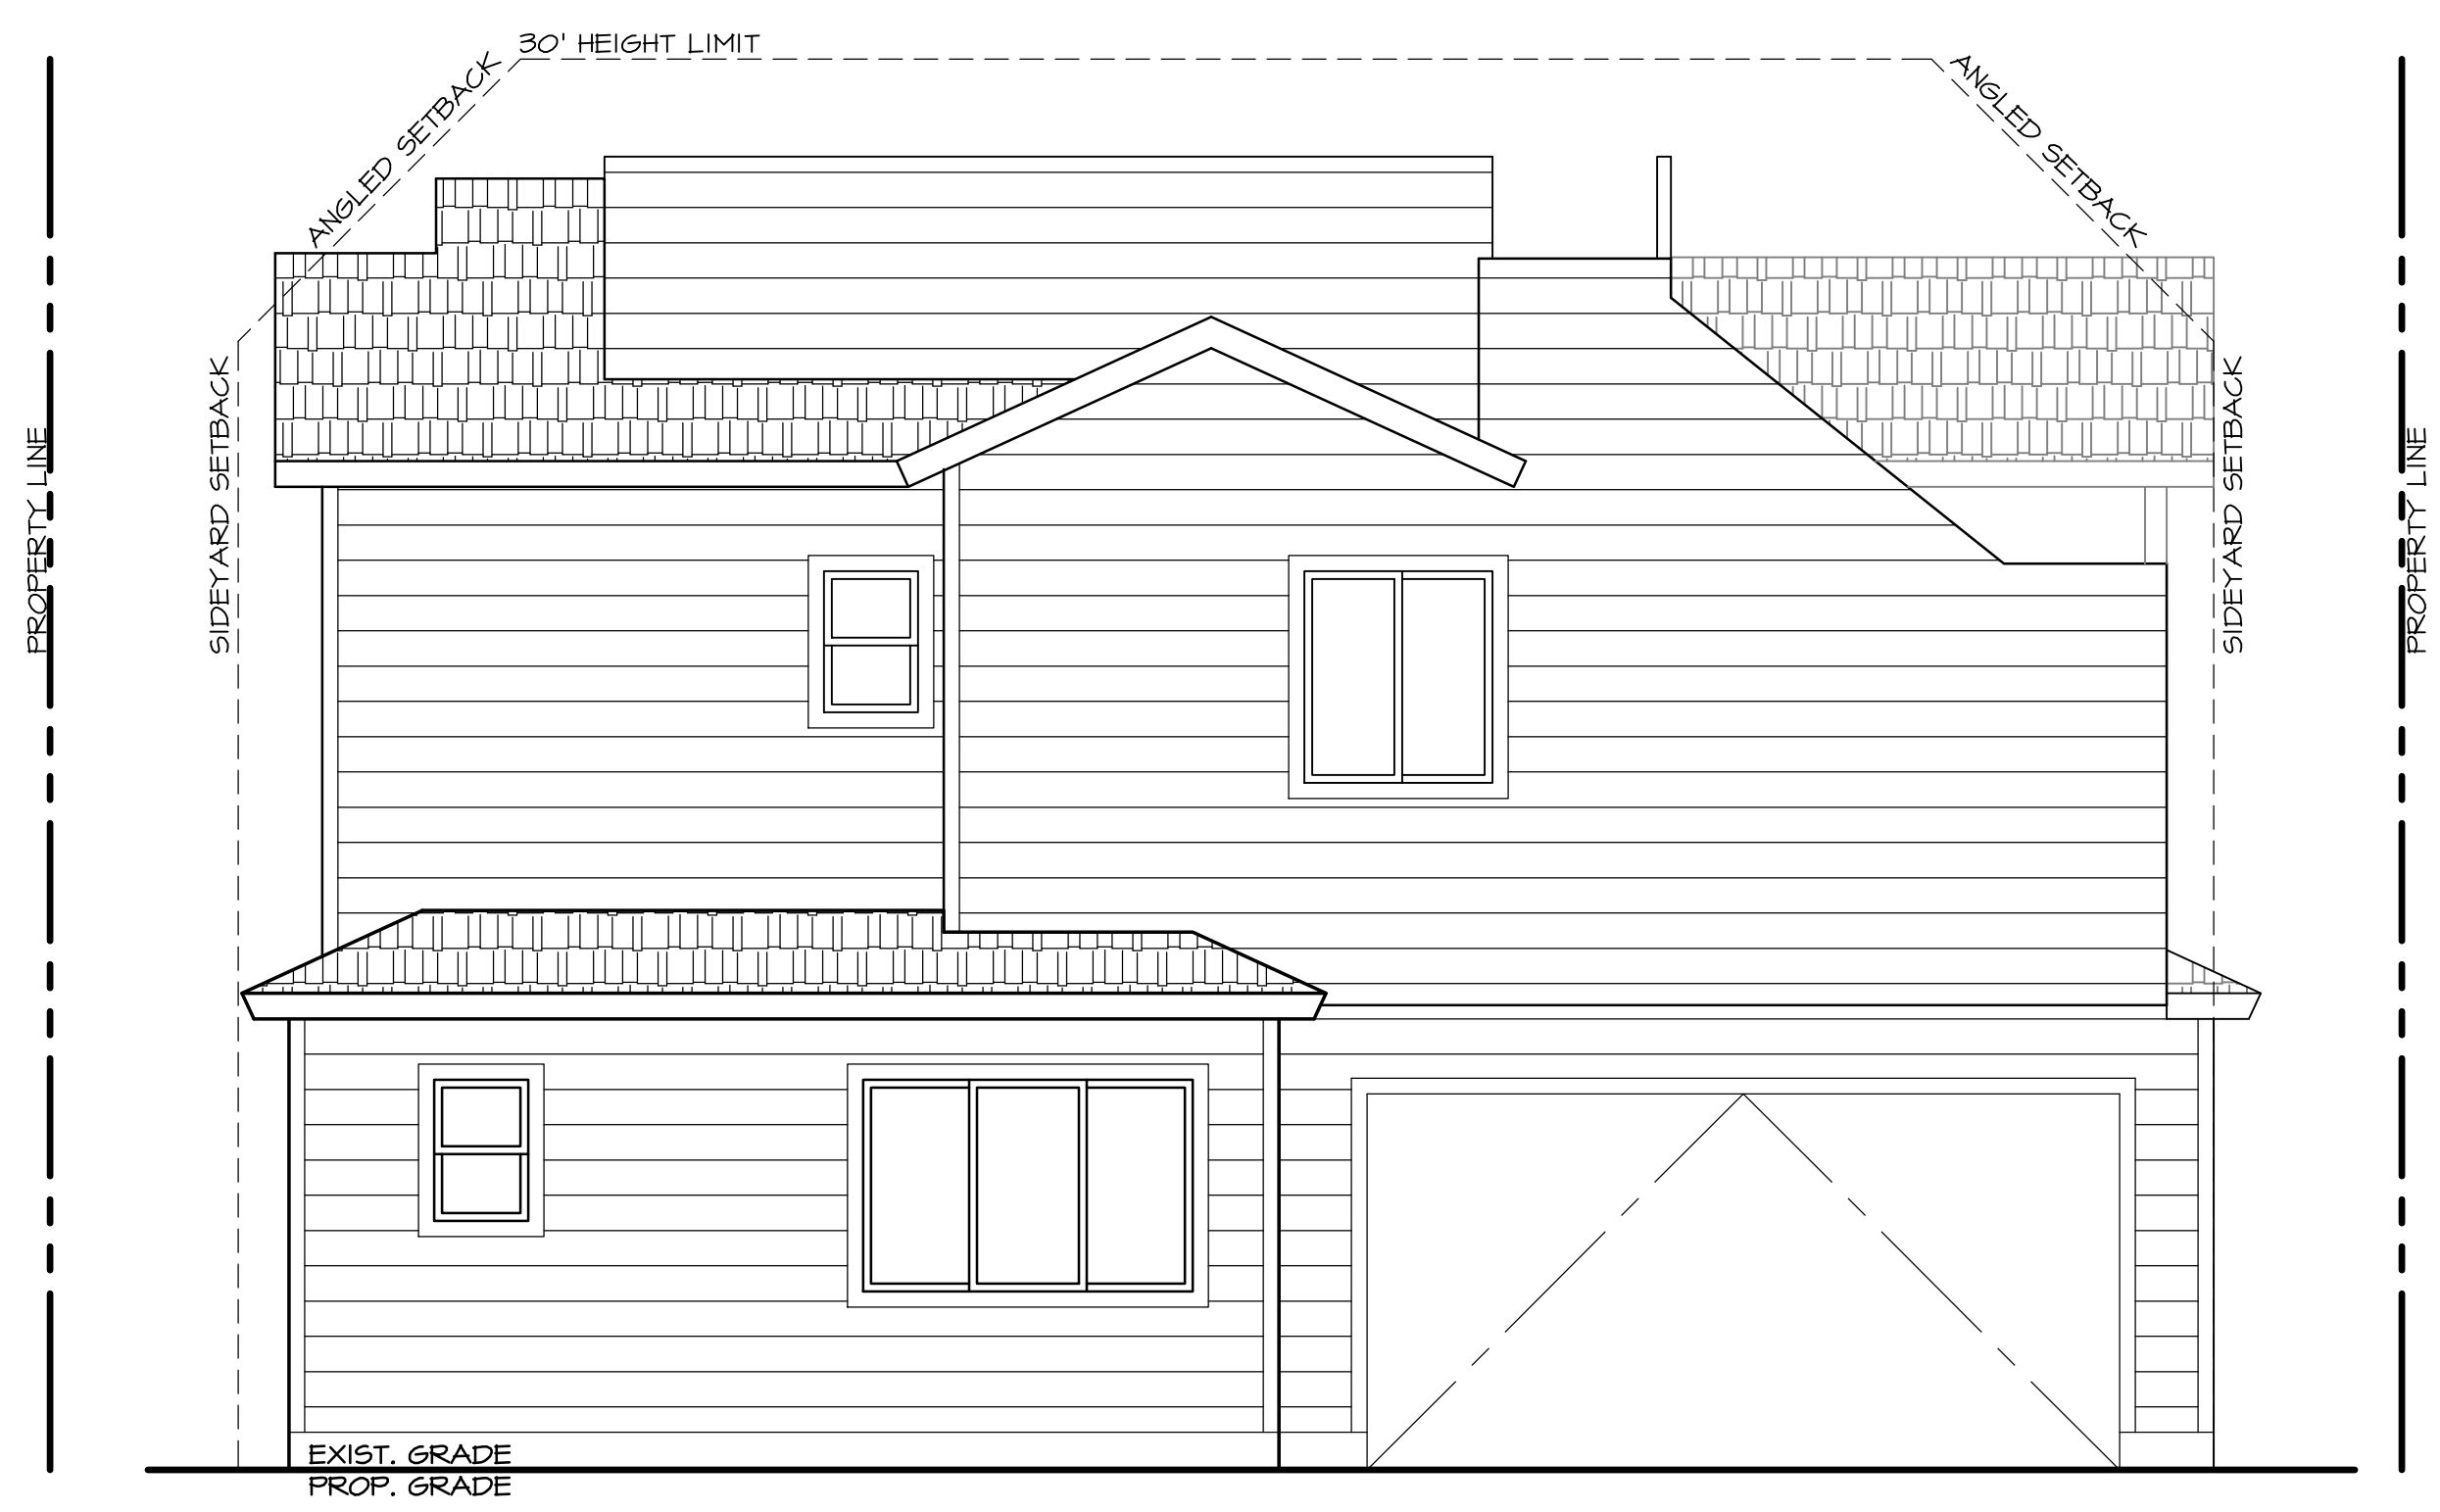 30' HEIGHT LIMIT
ANGLED SETBACK
ANGLED SETBACK
PROPERTY LINE
SIDEYARD SETBACK
SIDEYARD SETBACK
PROPERTY LINE
EXIST. GRADE
PROP. GRADE